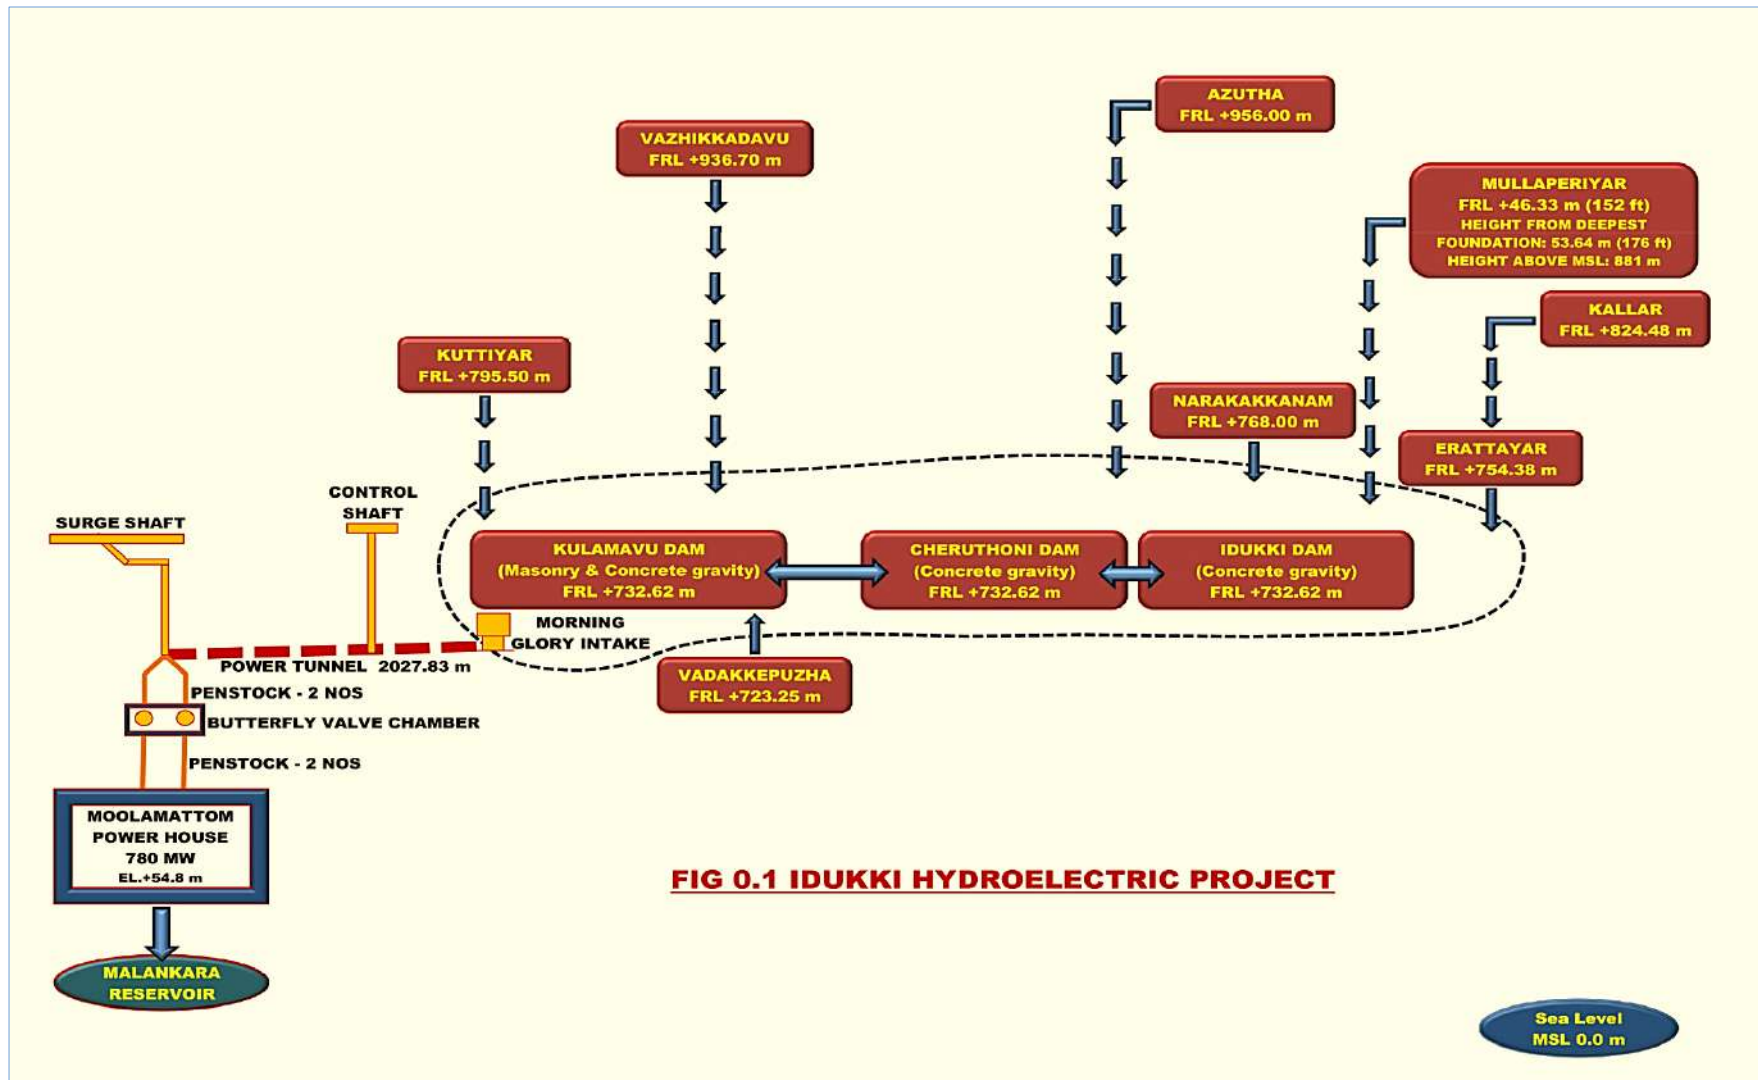 AZUTHA
FRL +956.00 m
VAZHIKKADAVU
FRL +936.70 m
MULLAPERIYAR
FRL +46.33 m (152 ft)
HEIGHT FROM DEEPEST
FOUNDATION: 53.64 m (176 ft)
HEIGHT ABOVE MSL: 881 m
KALLAR
FRL +824.48 m
KUTTIYAR
FRL +795.50 m
NARAKAKKANAM
FRL +768.00 m
ERATTAYAR
FRL +754.38 m
CONTROL
SHAFT
SURGE SHAFT
KULAMAVU DAM
(Masonry & Concrete gravity)
FRL +732.62 m
CHERUTHONI DAM
(Concrete gravity)
FRL +732.62 m
IDUKKI DAM
(Concrete gravity)
FRL +732.62 m
MORNING
GLORY INTAKE
POWER TUNNEL 2027.83 m
VADAKKEPUZHA
FRL +723.25 m
PENSTOCK - 2 NOS
BUTTERFLY VALVE CHAMBER
PENSTOCK - 2 NOS
MOOLAMATTOM
POWER HOUSE
780 MW
EL.+54.8 m
FIG 0.1 IDUKKI HYDROELECTRIC PROJECT
MALANKARA
RESERVOIR
Sea Level
MSL 0.0 m